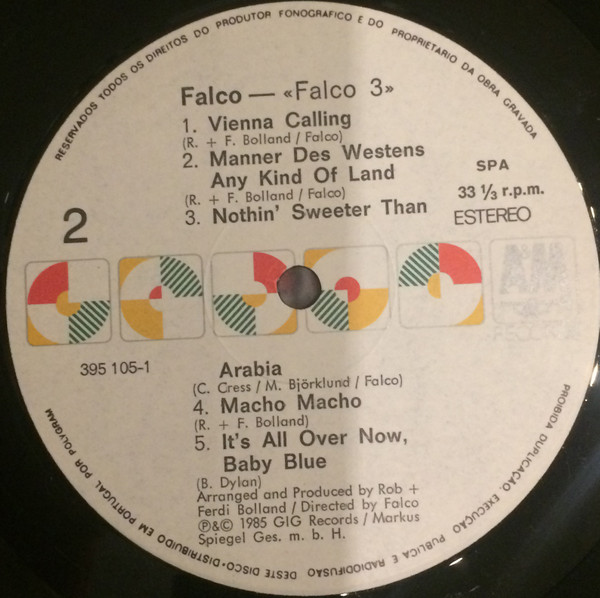 RESERVADOS TODOS OS DIREITOS DO PRODUTOR FONOGRAFICO E DO PROPRIETARIO DA OBRA GRAVADA
Falco — «Falco 3»
1. Vienna Calling
(R. + F. Bolland / Falco)
2. Manner Des Westens
Any Kind Of Land
(R. + F. Bolland / Falco)
3. Nothin' Sweeter Than
SPA
33 ⅓ r.p.m.
ESTEREO
2
395 105-1
Arabia
(C. Cress / M. Björklund / Falco)
4. Macho Macho
(R. + F. Bolland)
5. It's All Over Now,
Baby Blue
(B. Dylan)
Arranged and Produced by Rob +
Ferdi Bolland / Directed by Falco
℗&© 1985 GIG Records / Markus
Spiegel Ges. m. b. H.
PROIBIDA DUPLICAÇÃO, EXECUÇÃO PUBLICA E RADIODIFUSÃO DESTE DISCO•DISTRIBUIDO EM PORTUGAL POR POLYGRAM